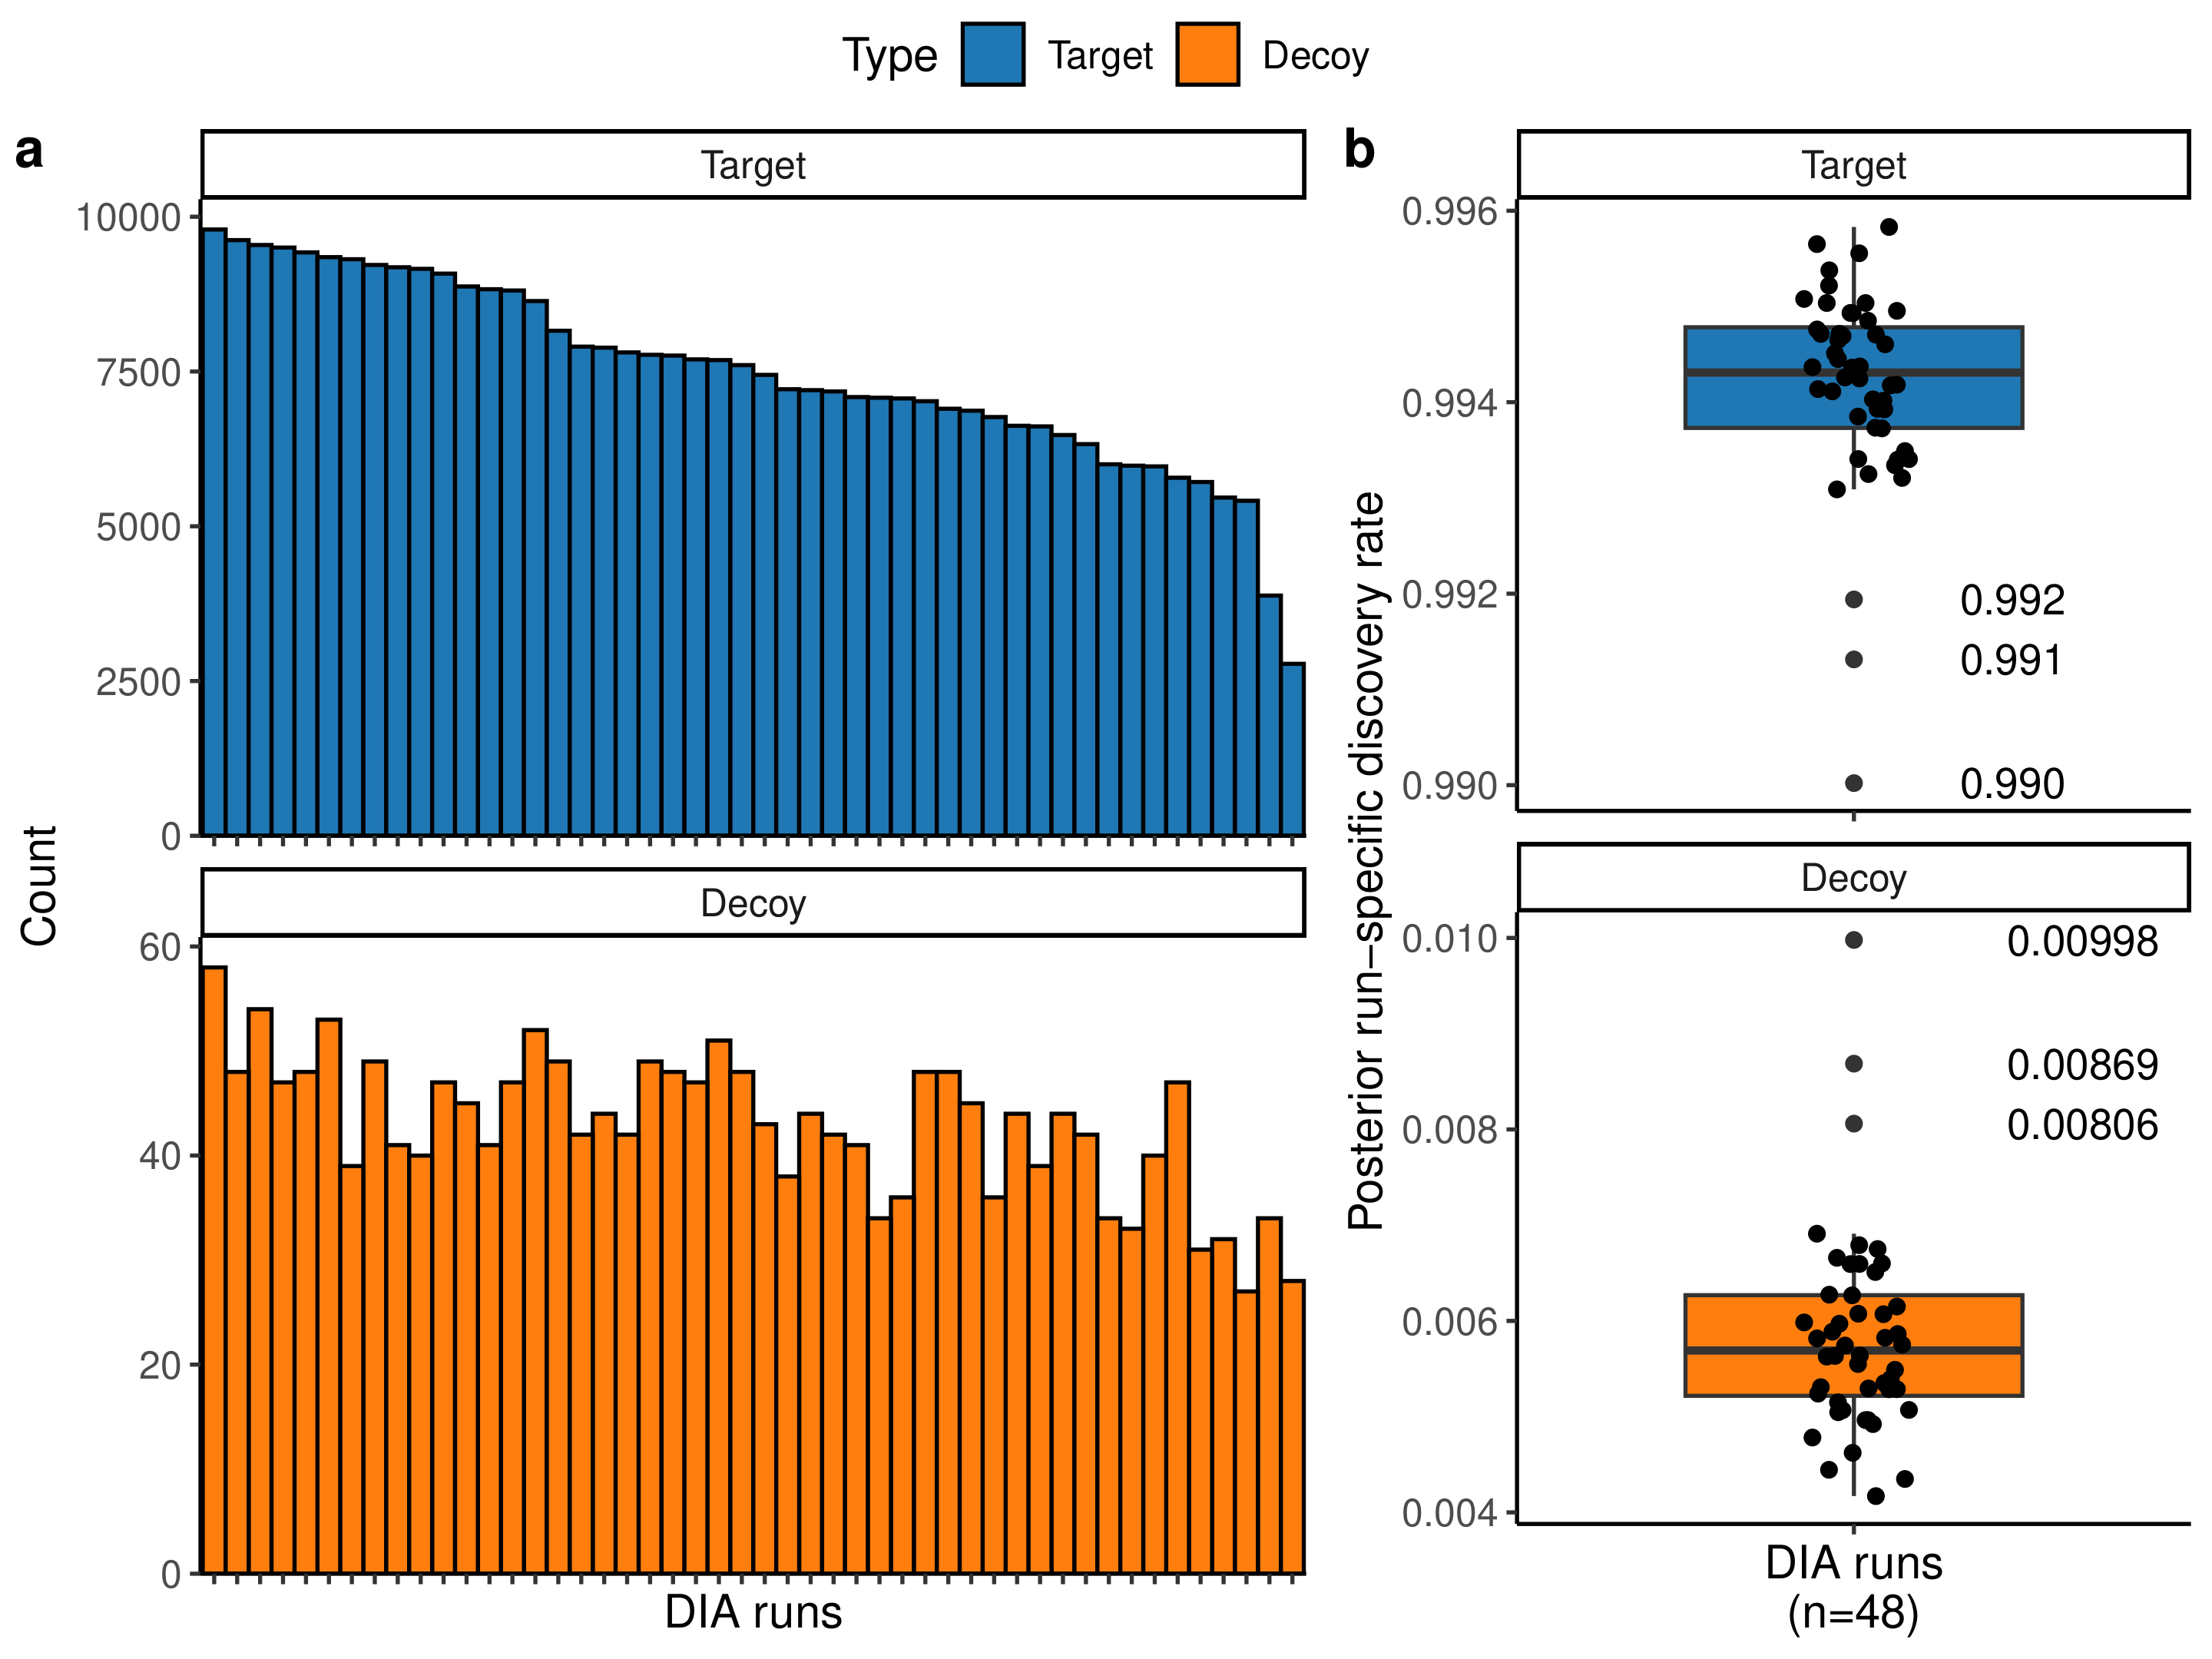 Type Target Decoy
a
Target
10000
7500
5000
2500
0
Count
Decoy
60
40
20
0
DIA runs
b
Target
0.996
0.994
0.992
0.990
0.992
0.991
0.990
Posterior run−specific discovery rate
Decoy
0.010
0.008
0.006
0.004
0.00998
0.00869
0.00806
DIA runs
(n=48)